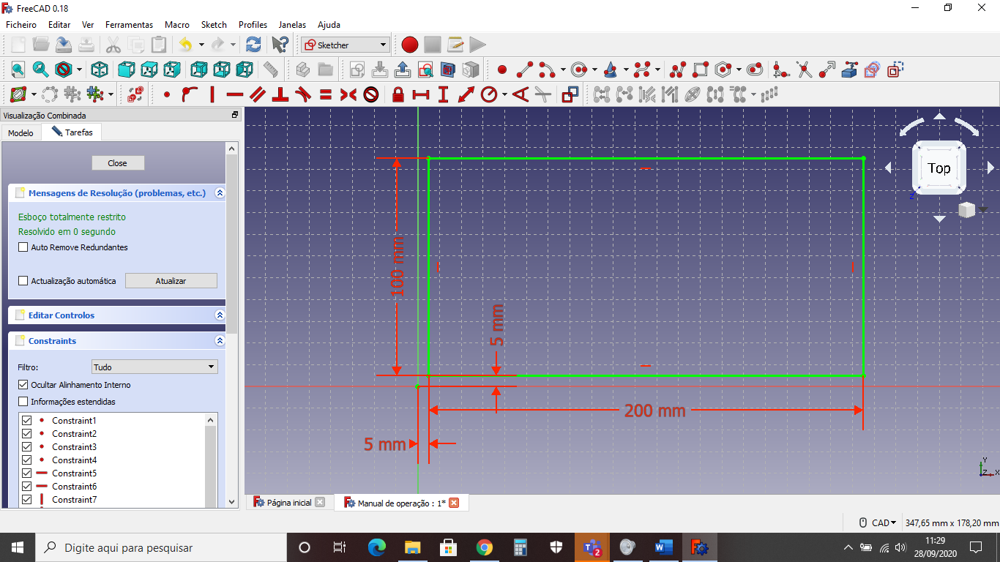 FreeCAD 0.18
Ficheiro Editar Ver Ferramentas Macro Sketch Profiles Janelas Ajuda
Sketcher
Visualização Combinada
Modelo Tarefas
Close
Mensagens de Resolução (problemas, etc.)
Esboço totalmente restrito
Resolvido em 0 segundo
Auto Remove Redundantes
Actualização automática Atualizar
Editar Controlos
Constraints
Filtro: Tudo
Ocultar Alinhamento Interno
Informações estendidas
Constraint1
Constraint2
Constraint3
Constraint4
Constraint5
Constraint6
Constraint7
Top
Z
100 mm
5 mm
200 mm
5 mm
Y
Z X
Página inicial Manual de operação : 1*
CAD 347,65 mm x 178,20 mm
Digite aqui para pesquisar
2
11:29
28/09/2020